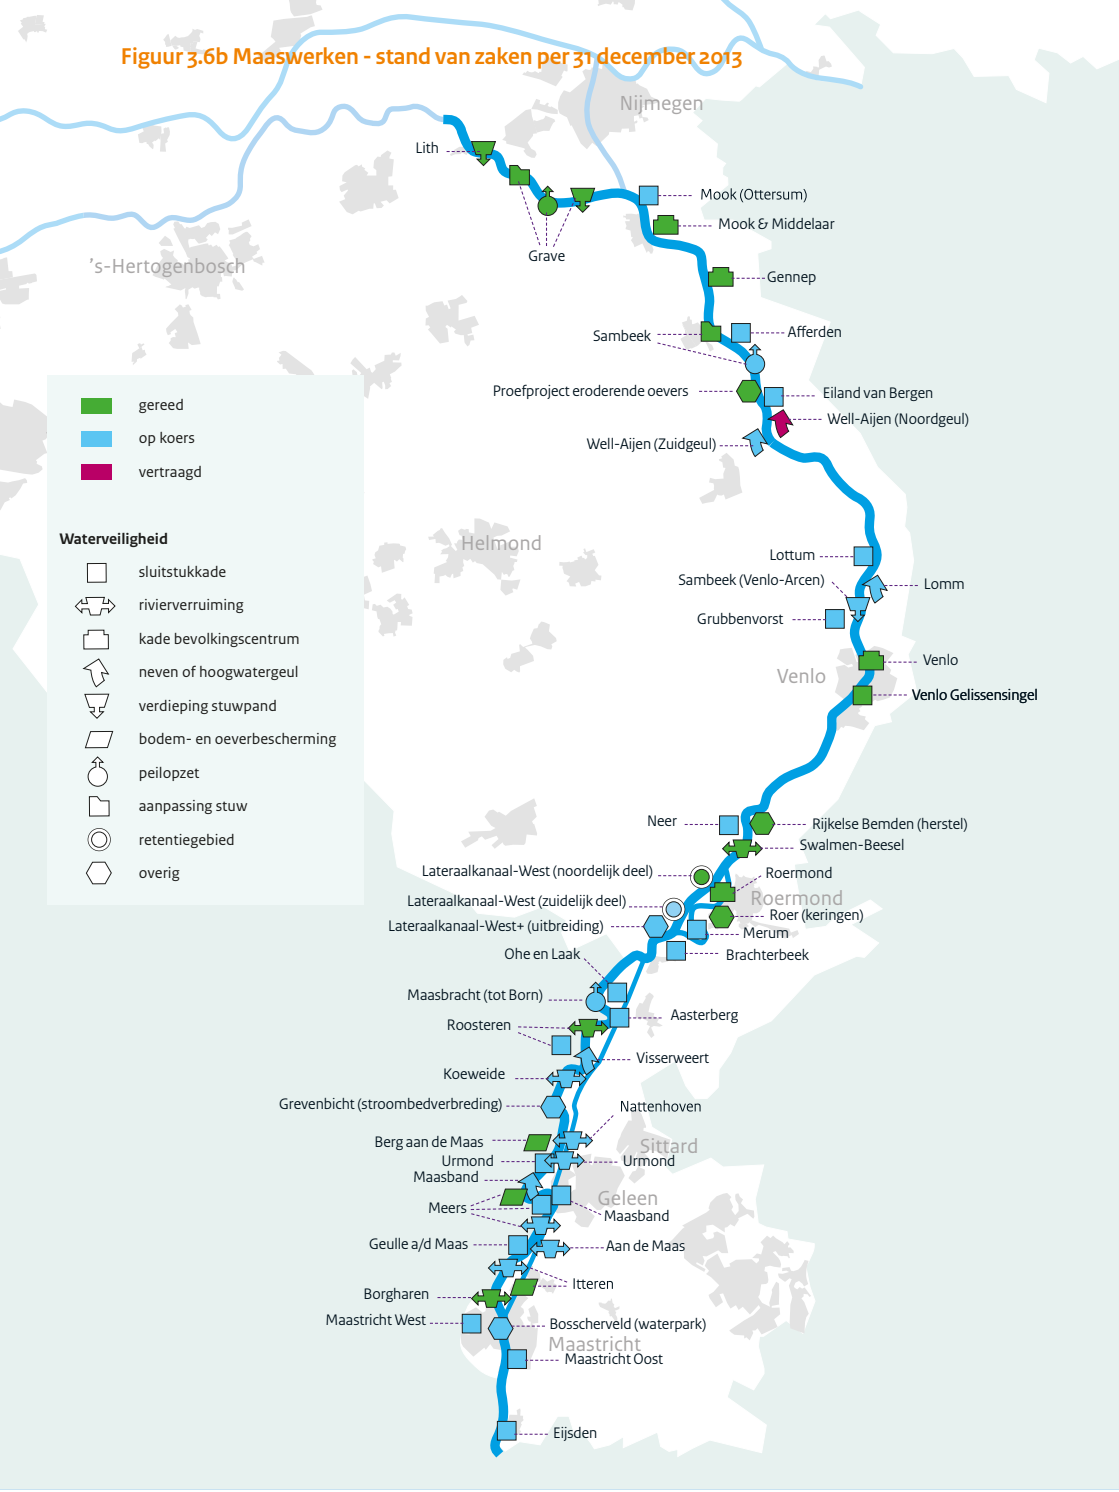 Figuur 3.6b Maaswerken - stand van zaken per 31 december 2013
Nijmegen
Lith
Mook (Ottersum)
Mook & Middelaar
Grave
's-Hertogenbosch
Gennep
Sambeek
Afferden
Proefproject eroderende oevers
Eiland van Bergen
Well-Aijen (Noordgeul)
Well-Aijen (Zuidgeul)
gereed
op koers
vertraagd
Waterveiligheid
sluitstukkade
rivierverruiming
kade bevolkingscentrum
neven of hoogwatergeul
verdieping stuwpand
bodem- en oeverbescherming
peilopzet
aanpassing stuw
retentiegebied
overig
Helmond
Lottum
Sambeek (Venlo-Arcen)
Lomm
Grubbenvorst
Venlo
Venlo
Venlo Gelissensingel
Neer
Rijkelse Bemden (herstel)
Swalmen-Beesel
Lateraalkanaal-West (noordelijk deel)
Roermond
Roermond
Lateraalkanaal-West (zuidelijk deel)
Roer (keringen)
Lateraalkanaal-West+ (uitbreiding)
Merum
Ohe en Laak
Brachterbeek
Maasbracht (tot Born)
Aasterberg
Roosteren
Visserweert
Koeweide
Grevenbicht (stroombedverbreding)
Nattenhoven
Berg aan de Maas
Sittard
Urmond
Urmond
Maasband
Geleen
Meers
Maasband
Geulle a/d Maas
Aan de Maas
Itteren
Borgharen
Maastricht West
Bosscherveld (waterpark)
Maastricht
Maastricht Oost
Eijsden